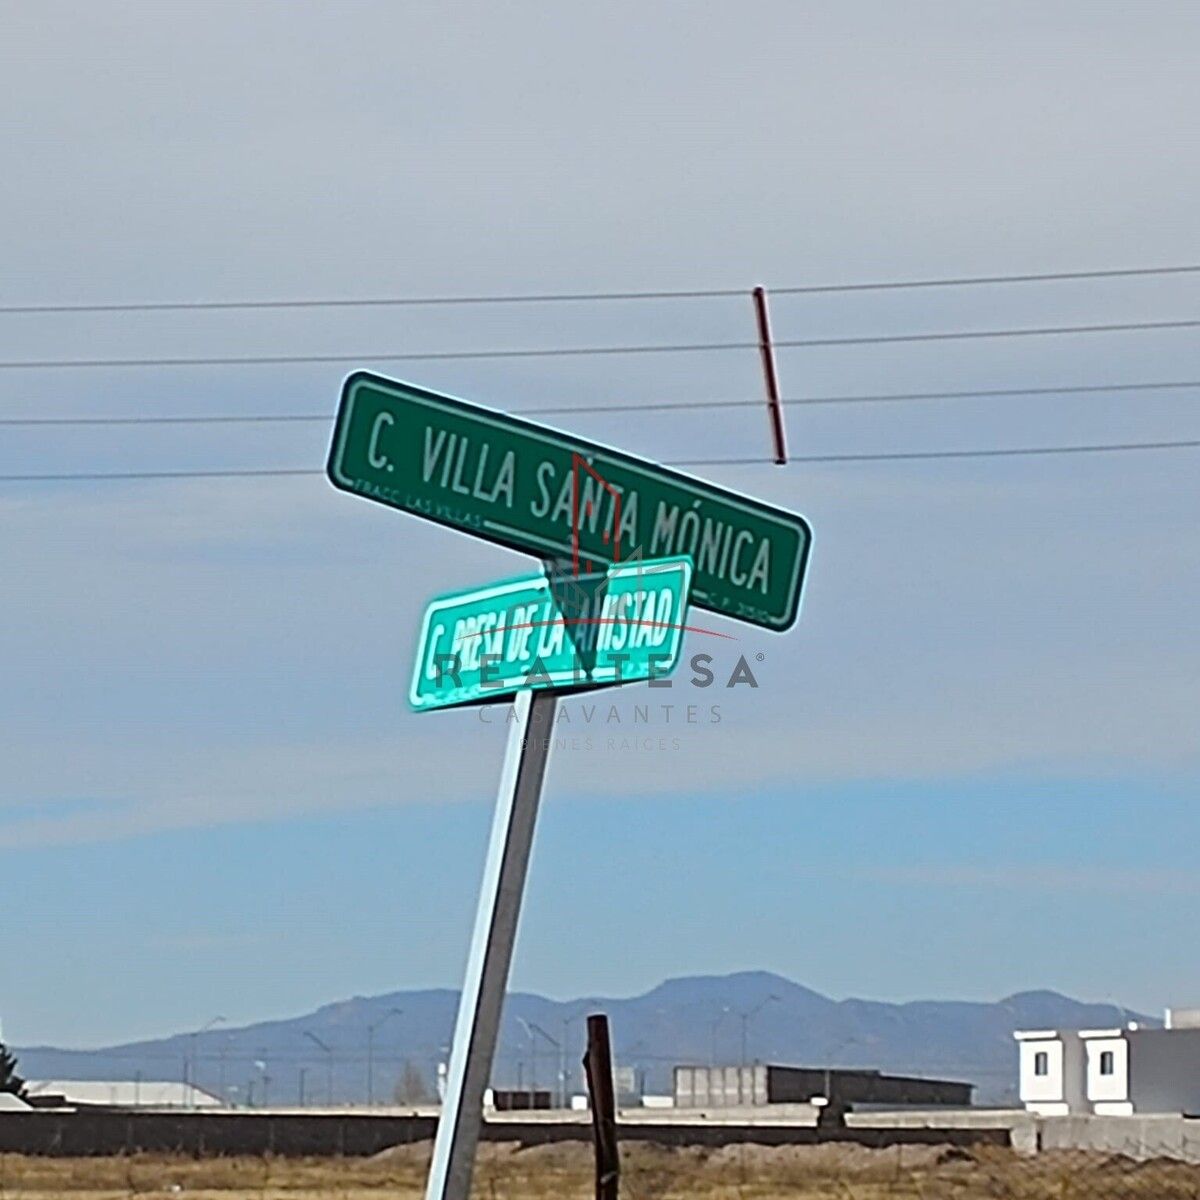 C. VILLA SANTA MÓNICA
FRACC. LAS VILLAS
C. PRESA DE LA AMISTAD
REALTESA®
CASAVANTES
BIENES RAICES